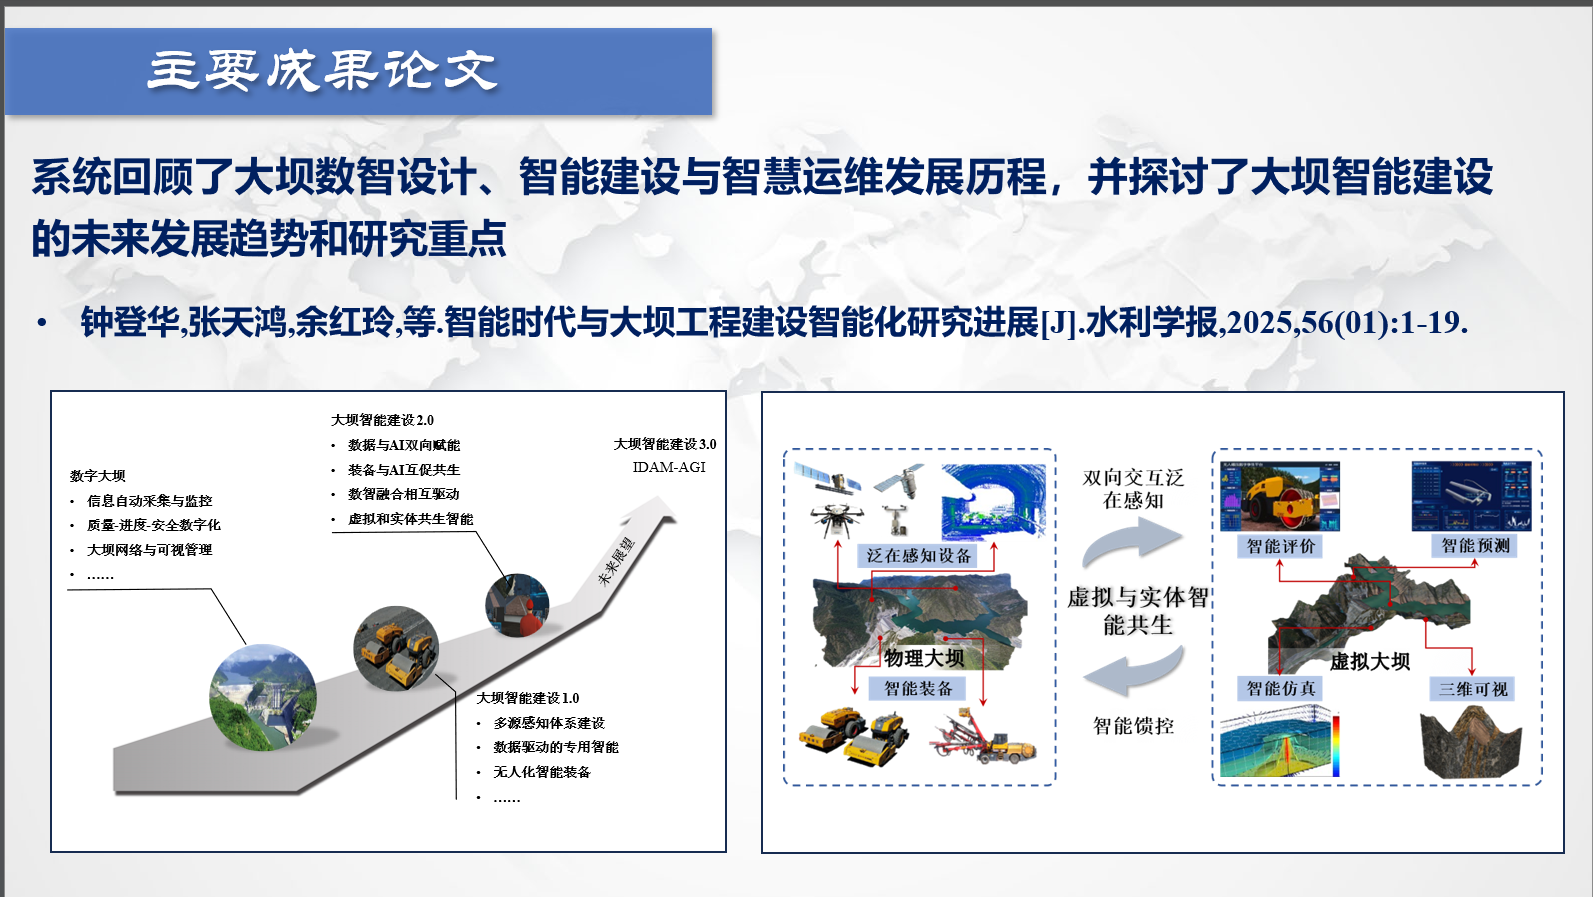 主要成果论文
系统回顾了大坝数智设计、智能建设与智慧运维发展历程，并探讨了大坝智能建设
的未来发展趋势和研究重点
• 钟登华,张天鸿,余红玲,等.智能时代与大坝工程建设智能化研究进展[J].水利学报,2025,56(01):1-19.
数字大坝
• 信息自动采集与监控
• 质量-进度-安全数字化
• 大坝网络与可视管理
• ……
大坝智能建设2.0
• 数据与AI双向赋能
• 装备与AI互促共生
• 数智融合相互驱动
• 虚拟和实体共生智能
大坝智能建设3.0
IDAM-AGI
未来展望
大坝智能建设1.0
• 多源感知体系建设
• 数据驱动的专用智能
• 无人化智能装备
• ……
泛在感知设备
物理大坝
智能装备
双向交互泛
在感知
虚拟与实体智
能共生
智能馈控
智能评价
智能预测
虚拟大坝
智能仿真
三维可视